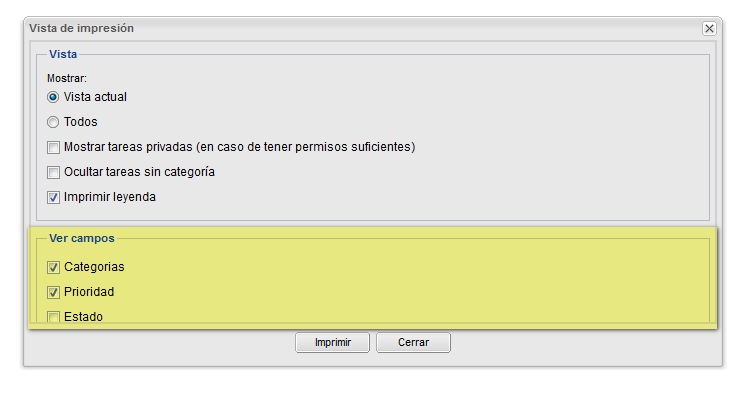 Vista de impresión
Vista
Mostrar:
Vista actual
Todos
Mostrar tareas privadas (en caso de tener permisos suficientes)
Ocultar tareas sin categoría
Imprimir leyenda
Ver campos
Categorias
Prioridad
Estado
Imprimir Cerrar